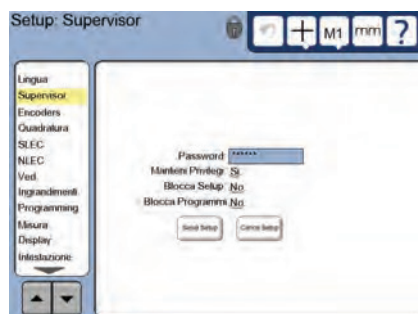 Setup: Supervisor
M1
mm
?
Lingua
Supervisor
Encoders
Quadratura
SLEC
NLEC
Ved.
Ingrandimenti
Programming
Misura
Display
Intestazione
Password ******
Mantieni Privilegi Si
Blocca Setup No
Blocca Programmi No
Send Setup
Carica Setup